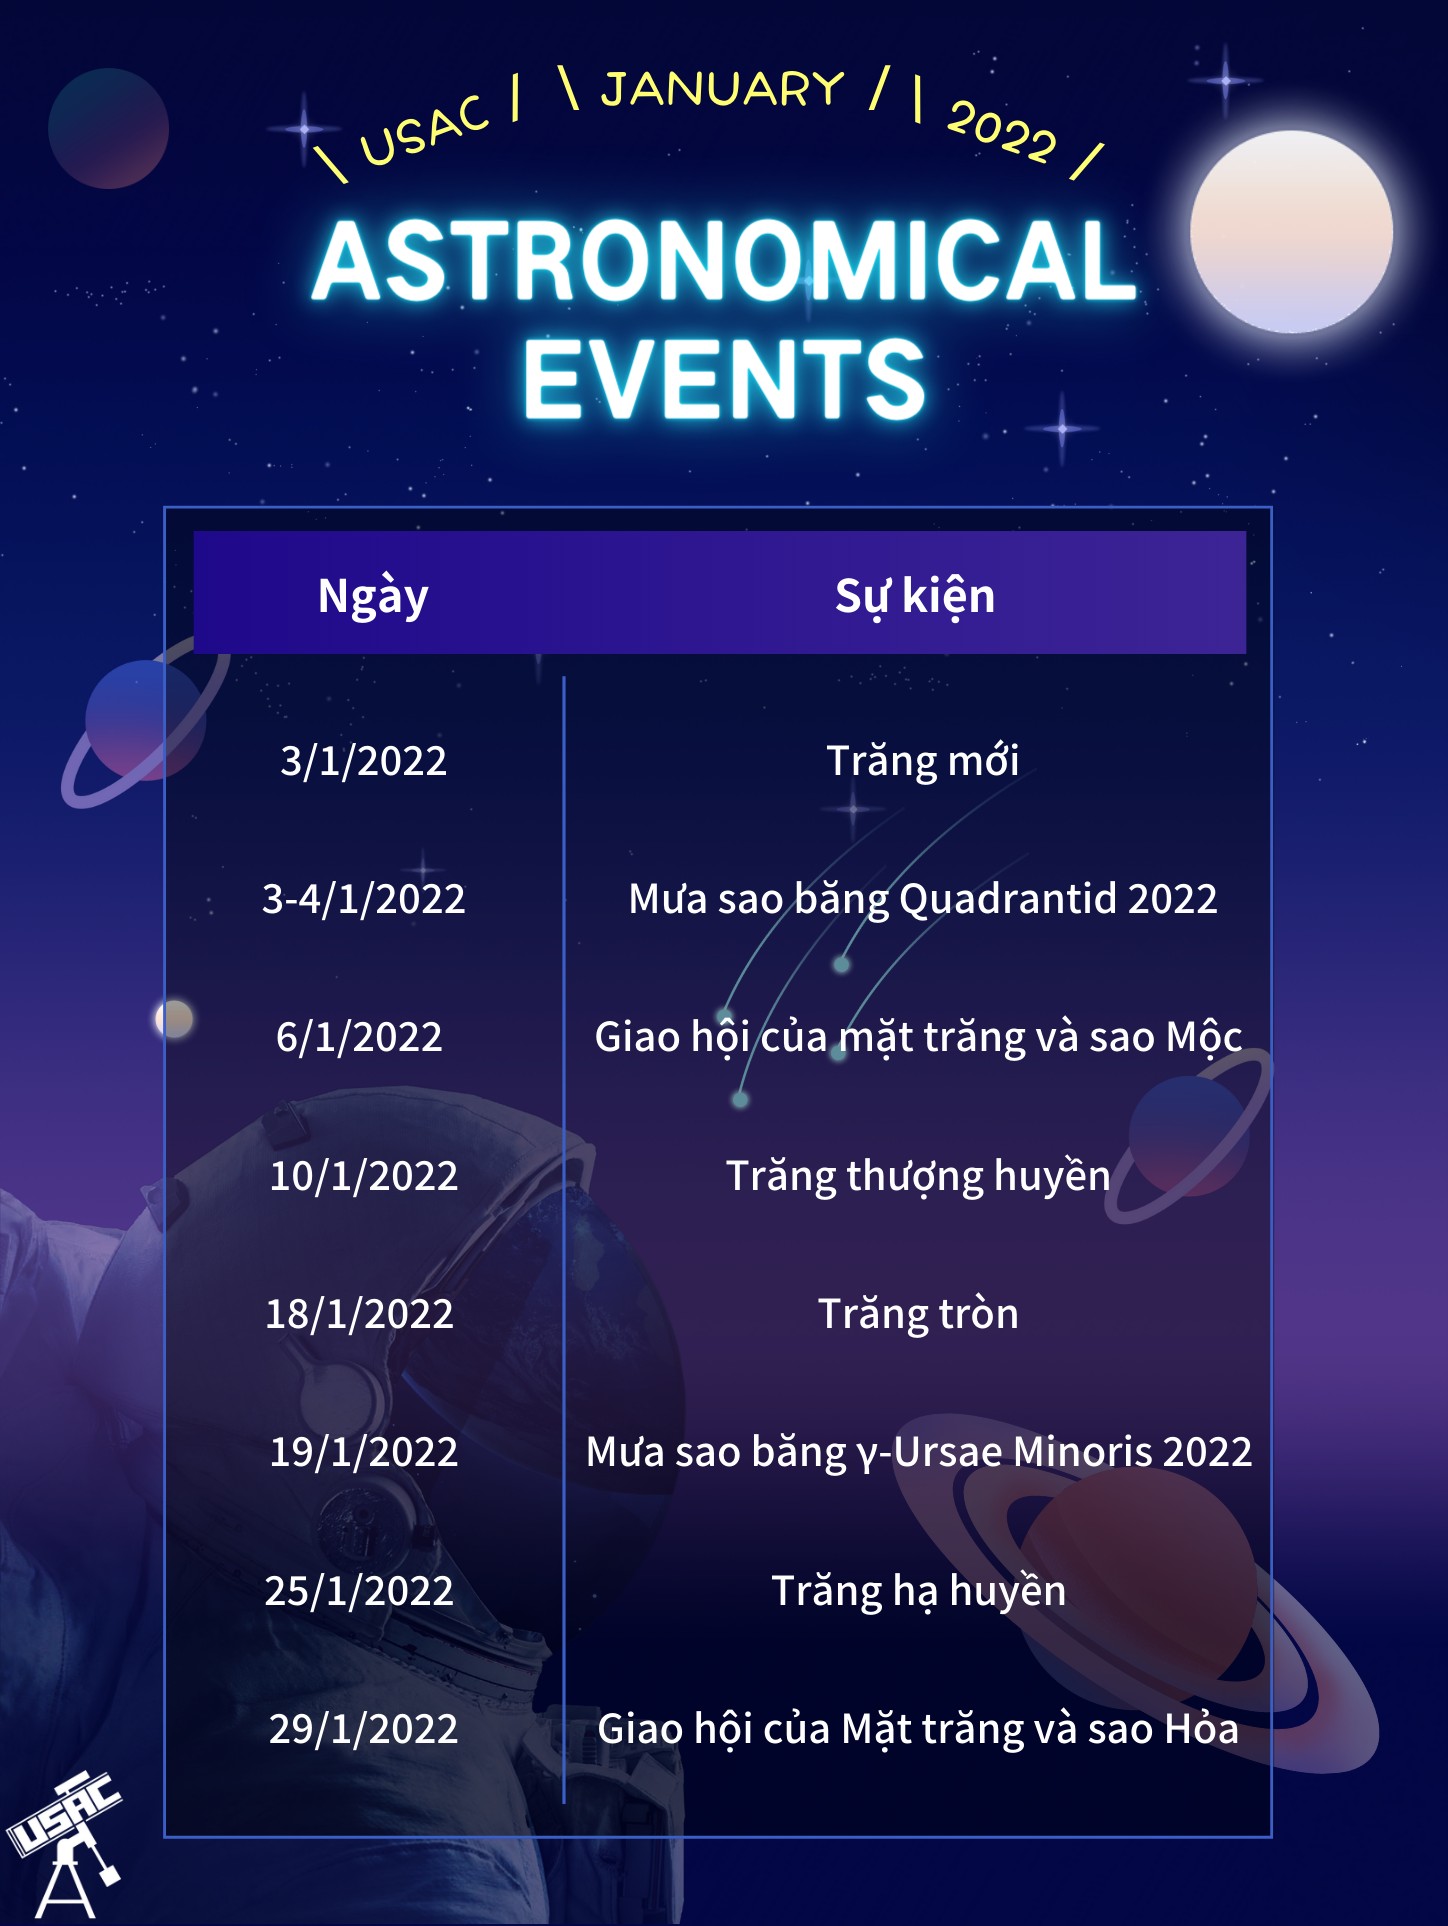 \ USAC / \ JANUARY / | 2022 /
ASTRONOMICAL
EVENTS
Ngày Sự kiện
3/1/2022 Trăng mới
3-4/1/2022 Mưa sao băng Quadrantid 2022
6/1/2022 Giao hội của mặt trăng và sao Mộc
10/1/2022 Trăng thượng huyền
18/1/2022 Trăng tròn
19/1/2022 Mưa sao băng γ-Ursae Minoris 2022
25/1/2022 Trăng hạ huyền
29/1/2022 Giao hội của Mặt trăng và sao Hỏa
USAC